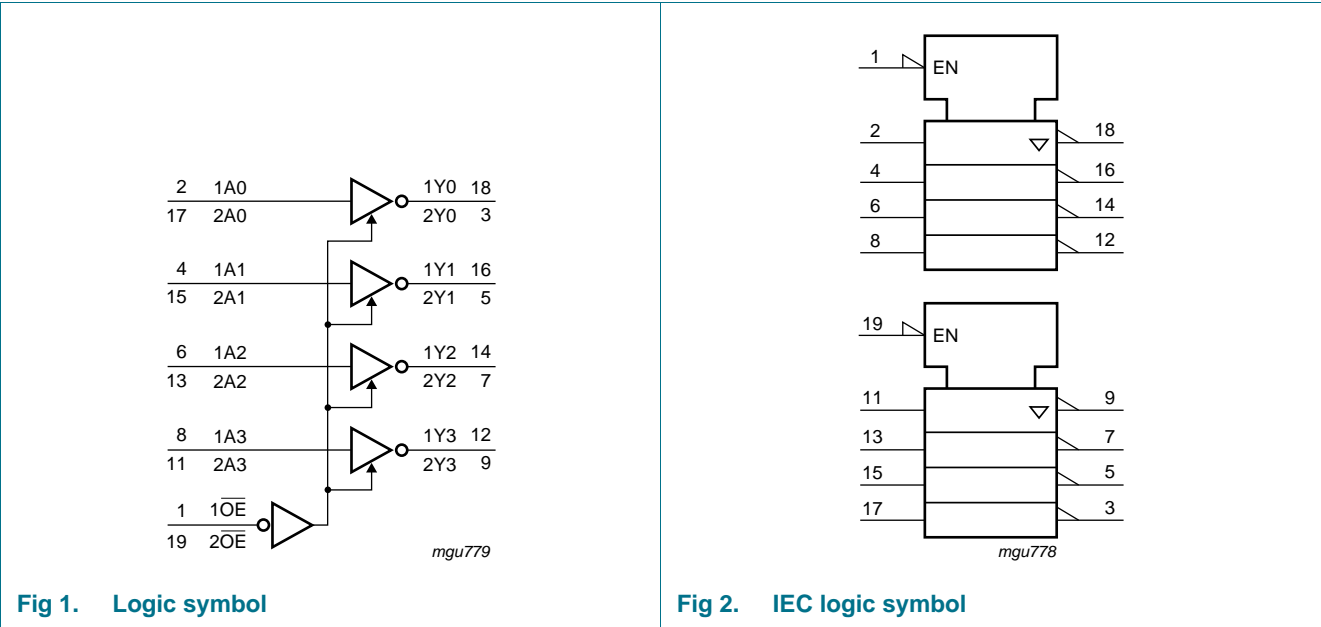 2 1A0 1Y0 18
17 2A0 2Y0 3
4 1A1 1Y1 16
15 2A1 2Y1 5
6 1A2 1Y2 14
13 2A2 2Y2 7
8 1A3 1Y3 12
11 2A3 2Y3 9
1 1O̅E̅
19 2O̅E̅
mgu779
Fig 1. Logic symbol
1 EN
2 18
4 16
6 14
8 12
19 EN
11 9
13 7
15 5
17 3
mgu778
Fig 2. IEC logic symbol